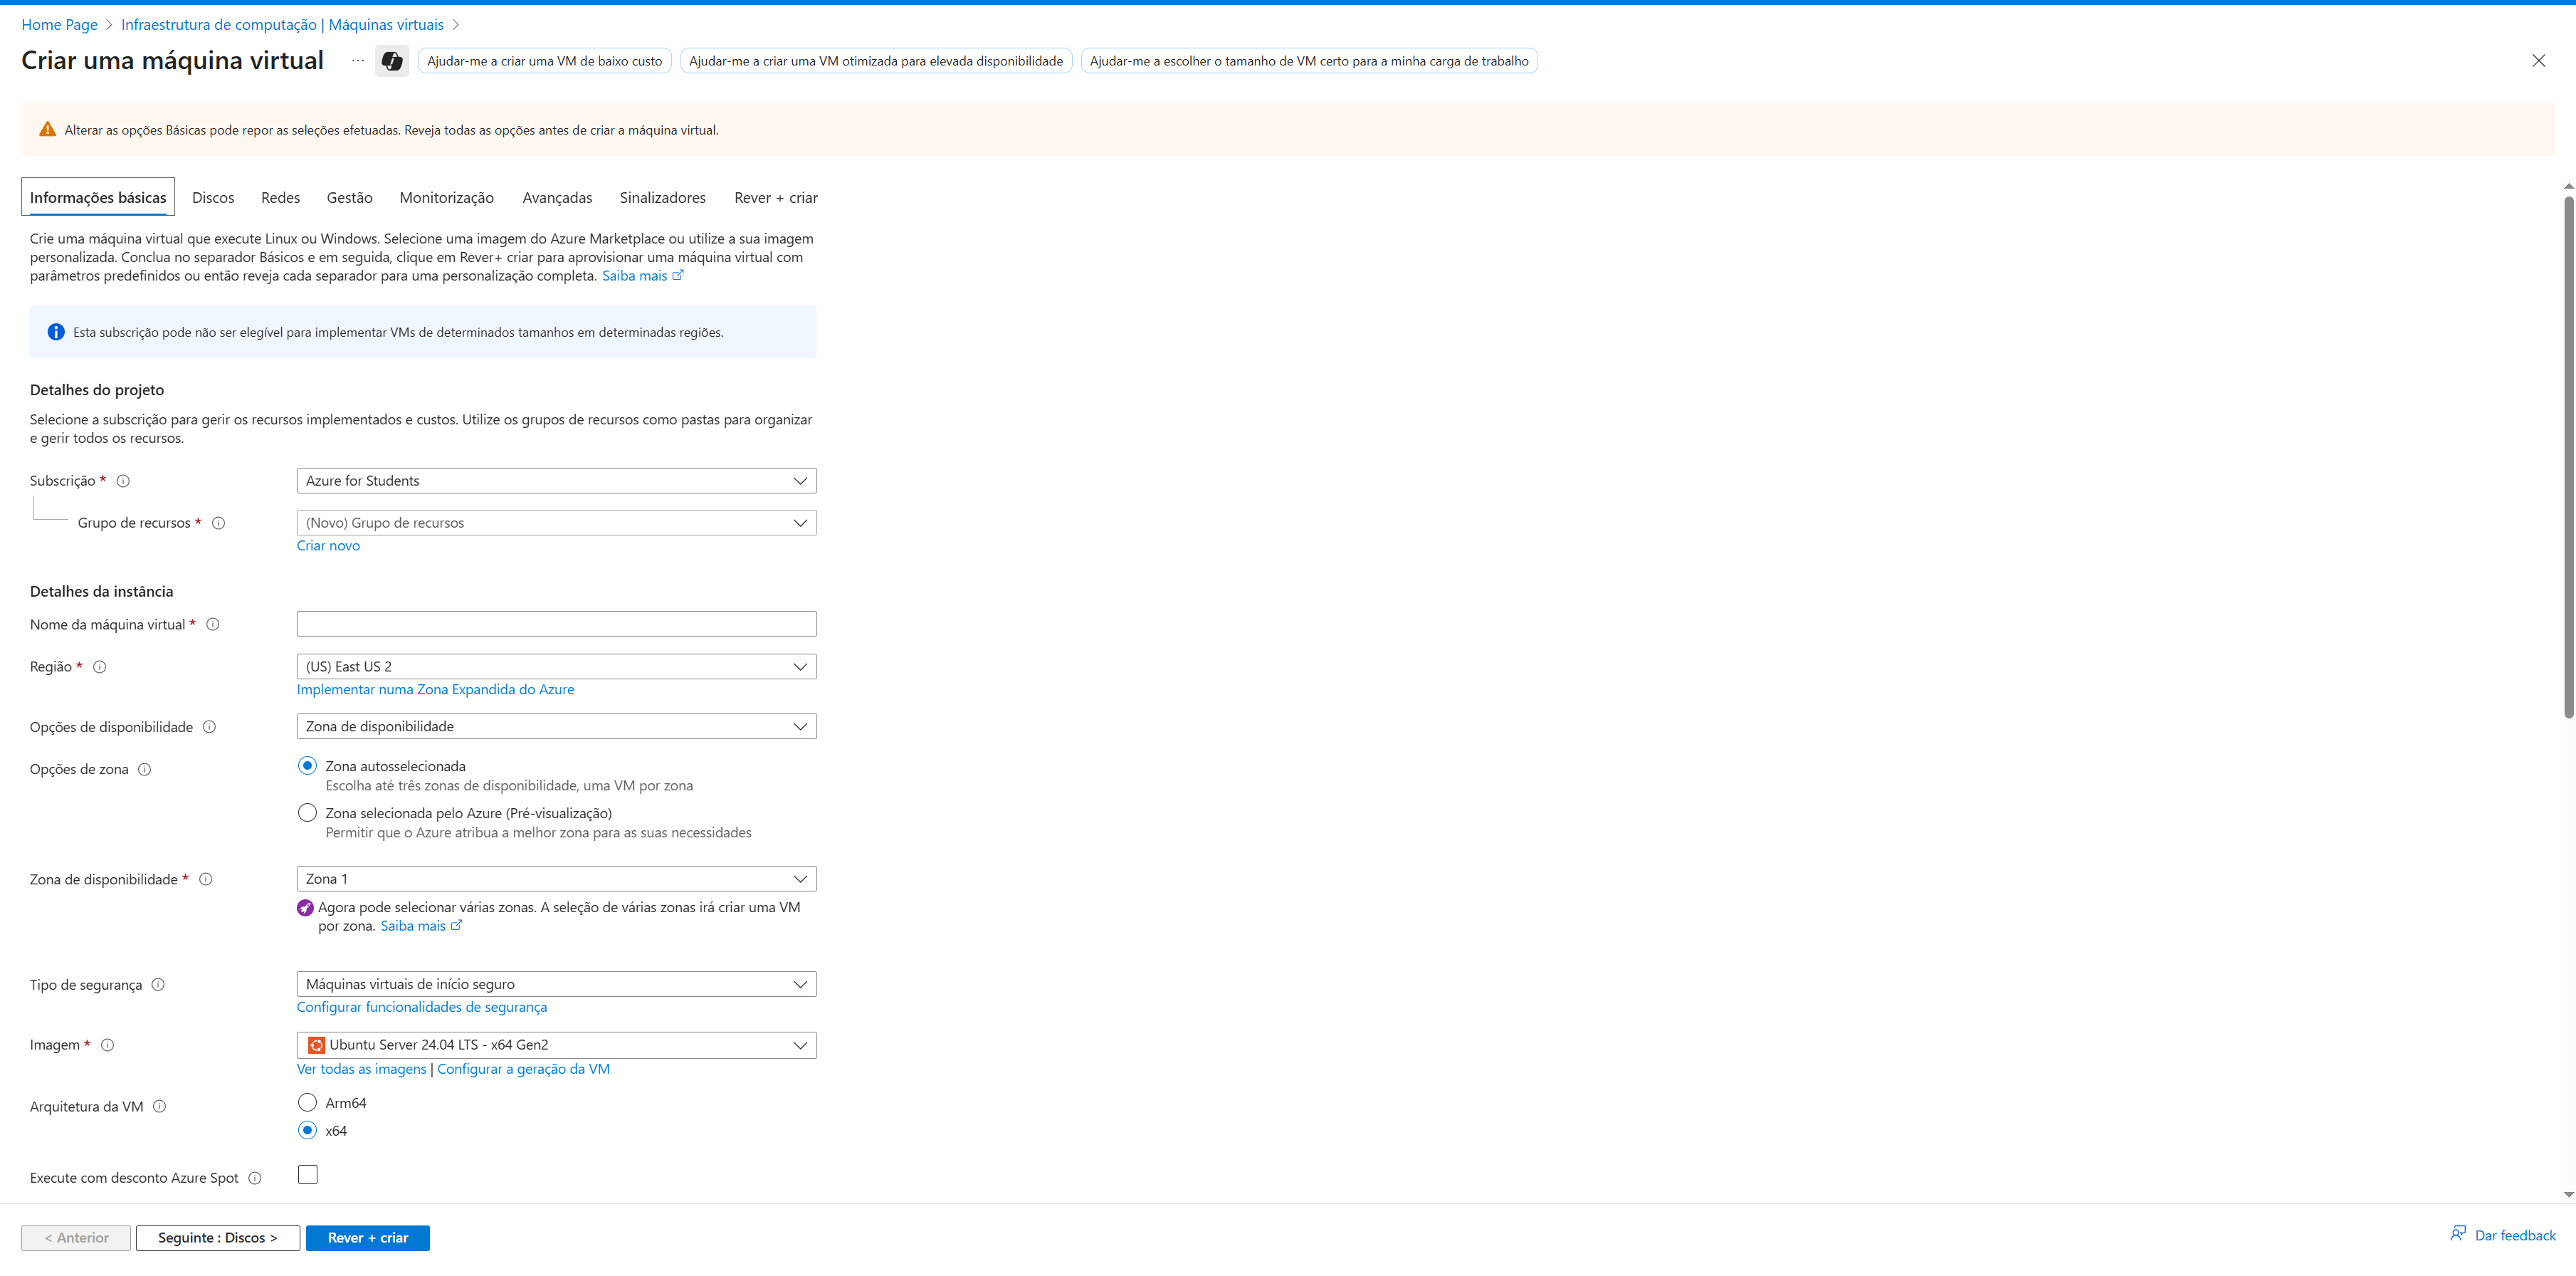 Home Page > Infraestrutura de computação | Máquinas virtuais >
Criar uma máquina virtual
Ajudar-me a criar uma VM de baixo custo
Ajudar-me a criar uma VM otimizada para elevada disponibilidade
Ajudar-me a escolher o tamanho de VM certo para a minha carga de trabalho
Alterar as opções Básicas pode repor as seleções efetuadas. Reveja todas as opções antes de criar a máquina virtual.
Informações básicas Discos Redes Gestão Monitorização Avançadas Sinalizadores Rever + criar
Crie uma máquina virtual que execute Linux ou Windows. Selecione uma imagem do Azure Marketplace ou utilize a sua imagem
personalizada. Conclua no separador Básicos e em seguida, clique em Rever+ criar para aprovisionar uma máquina virtual com
parâmetros predefinidos ou então reveja cada separador para uma personalização completa. Saiba mais
Esta subscrição pode não ser elegível para implementar VMs de determinados tamanhos em determinadas regiões.
Detalhes do projeto
Selecione a subscrição para gerir os recursos implementados e custos. Utilize os grupos de recursos como pastas para organizar
e gerir todos os recursos.
Subscrição *
Azure for Students
Grupo de recursos *
(Novo) Grupo de recursos
Criar novo
Detalhes da instância
Nome da máquina virtual *
Região *
(US) East US 2
Implementar numa Zona Expandida do Azure
Opções de disponibilidade
Zona de disponibilidade
Opções de zona
Zona autosselecionada
Escolha até três zonas de disponibilidade, uma VM por zona
Zona selecionada pelo Azure (Pré-visualização)
Permitir que o Azure atribua a melhor zona para as suas necessidades
Zona de disponibilidade *
Zona 1
Agora pode selecionar várias zonas. A seleção de várias zonas irá criar uma VM
por zona. Saiba mais
Tipo de segurança
Máquinas virtuais de início seguro
Configurar funcionalidades de segurança
Imagem *
Ubuntu Server 24.04 LTS - x64 Gen2
Ver todas as imagens | Configurar a geração da VM
Arquitetura da VM
Arm64
x64
Execute com desconto Azure Spot
< Anterior
Seguinte : Discos >
Rever + criar
Dar feedback